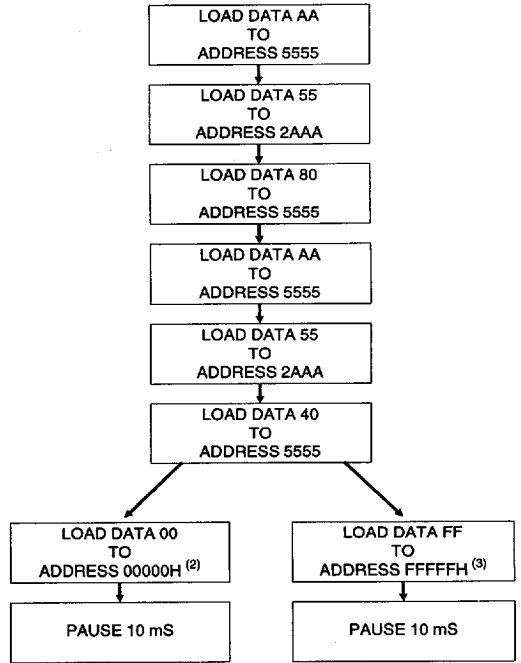 LOAD DATA AA
TO
ADDRESS 5555
LOAD DATA 55
TO
ADDRESS 2AAA
LOAD DATA 80
TO
ADDRESS 5555
LOAD DATA AA
TO
ADDRESS 5555
LOAD DATA 55
TO
ADDRESS 2AAA
LOAD DATA 40
TO
ADDRESS 5555
LOAD DATA 00
TO
ADDRESS 00000H (2)
PAUSE 10 mS
LOAD DATA FF
TO
ADDRESS FFFFFH (3)
PAUSE 10 mS